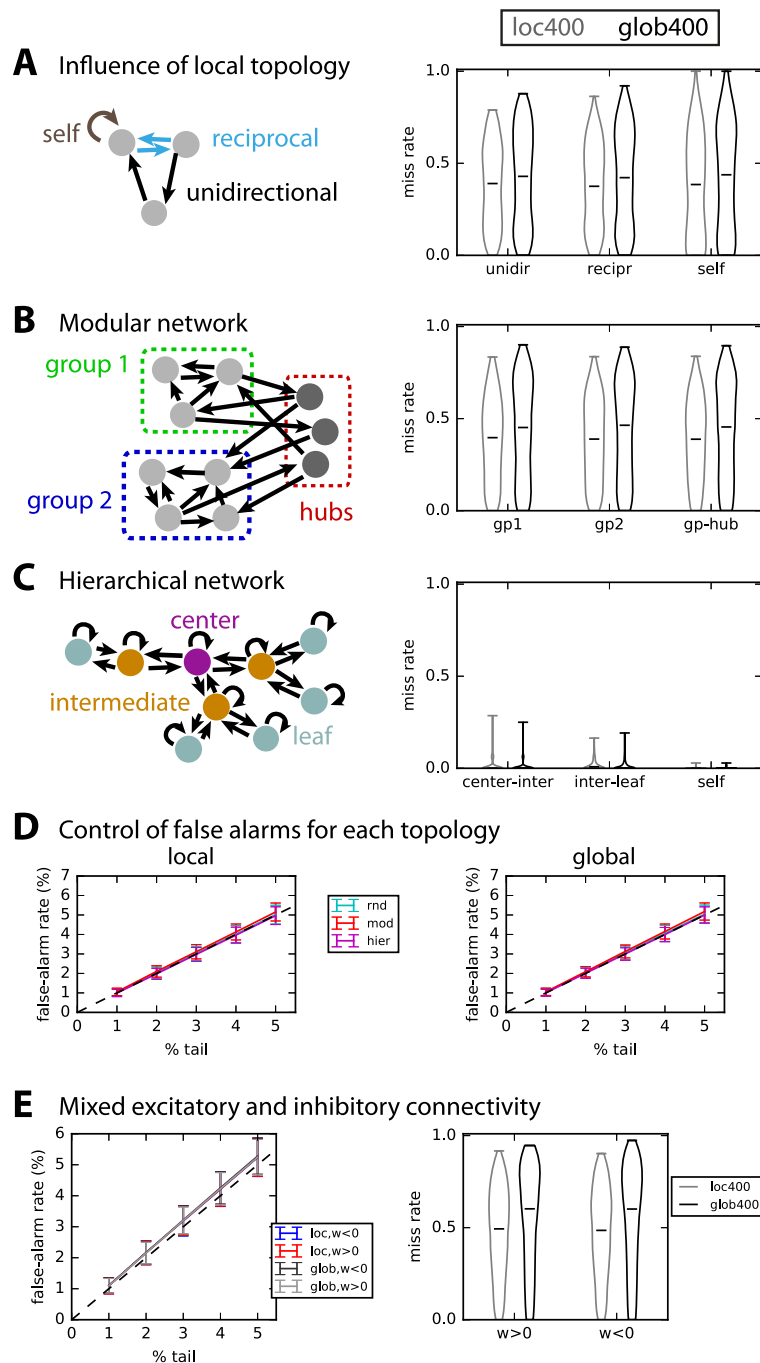 loc400 glob400
A Influence of local topology
self
reciprocal
unidirectional
miss rate
1.0
0.5
0.0
unidir recipr self
B Modular network
group 1
group 2
hubs
miss rate
1.0
0.5
0.0
gp1 gp2 gp-hub
C Hierarchical network
center
intermediate
leaf
miss rate
1.0
0.5
0.0
center-inter inter-leaf self
D Control of false alarms for each topology
local
false-alarm rate (%)
7
6
5
4
3
2
1
0
0 1 2 3 4 5
% tail
rnd
mod
hier
global
false-alarm rate (%)
7
6
5
4
3
2
1
0
0 1 2 3 4 5
% tail
E Mixed excitatory and inhibitory connectivity
false-alarm rate (%)
6
5
4
3
2
1
0
0 1 2 3 4 5
% tail
loc,w<0
loc,w>0
glob,w<0
glob,w>0
miss rate
1.0
0.5
0.0
w>0 w<0
loc400
glob400